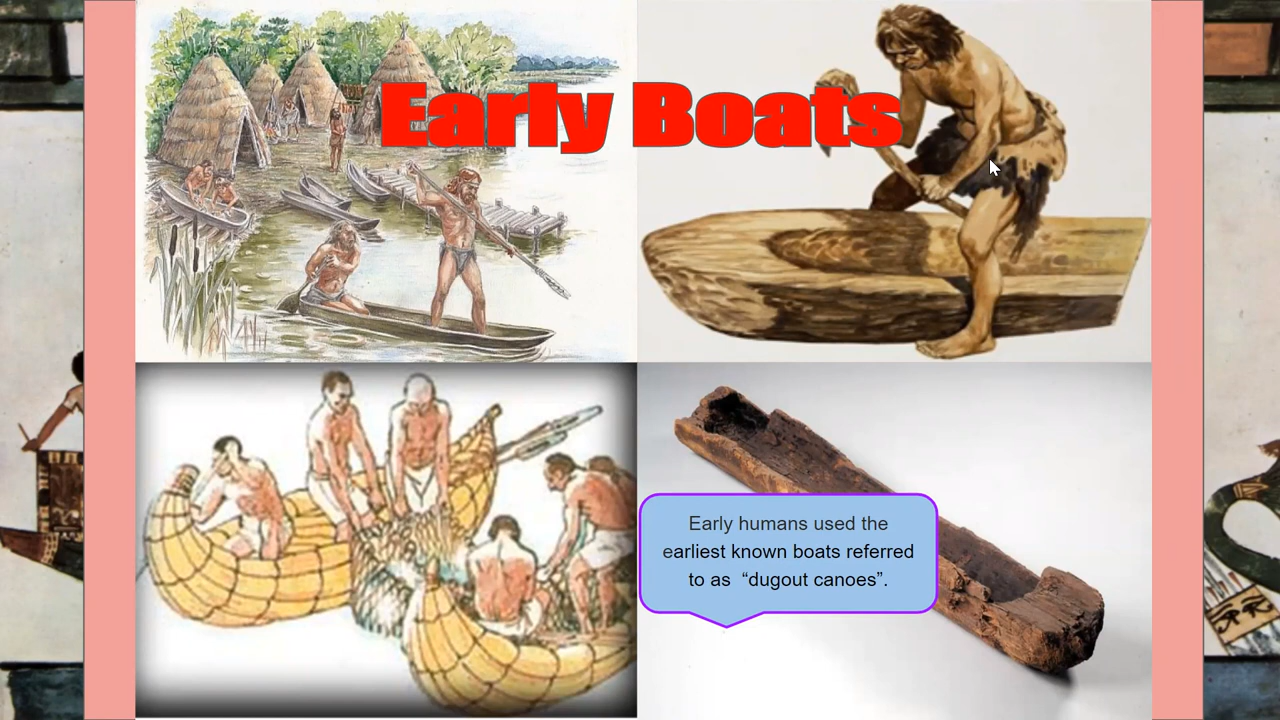 Early Boats
Early humans used the
earliest known boats referred
to as “dugout canoes”.